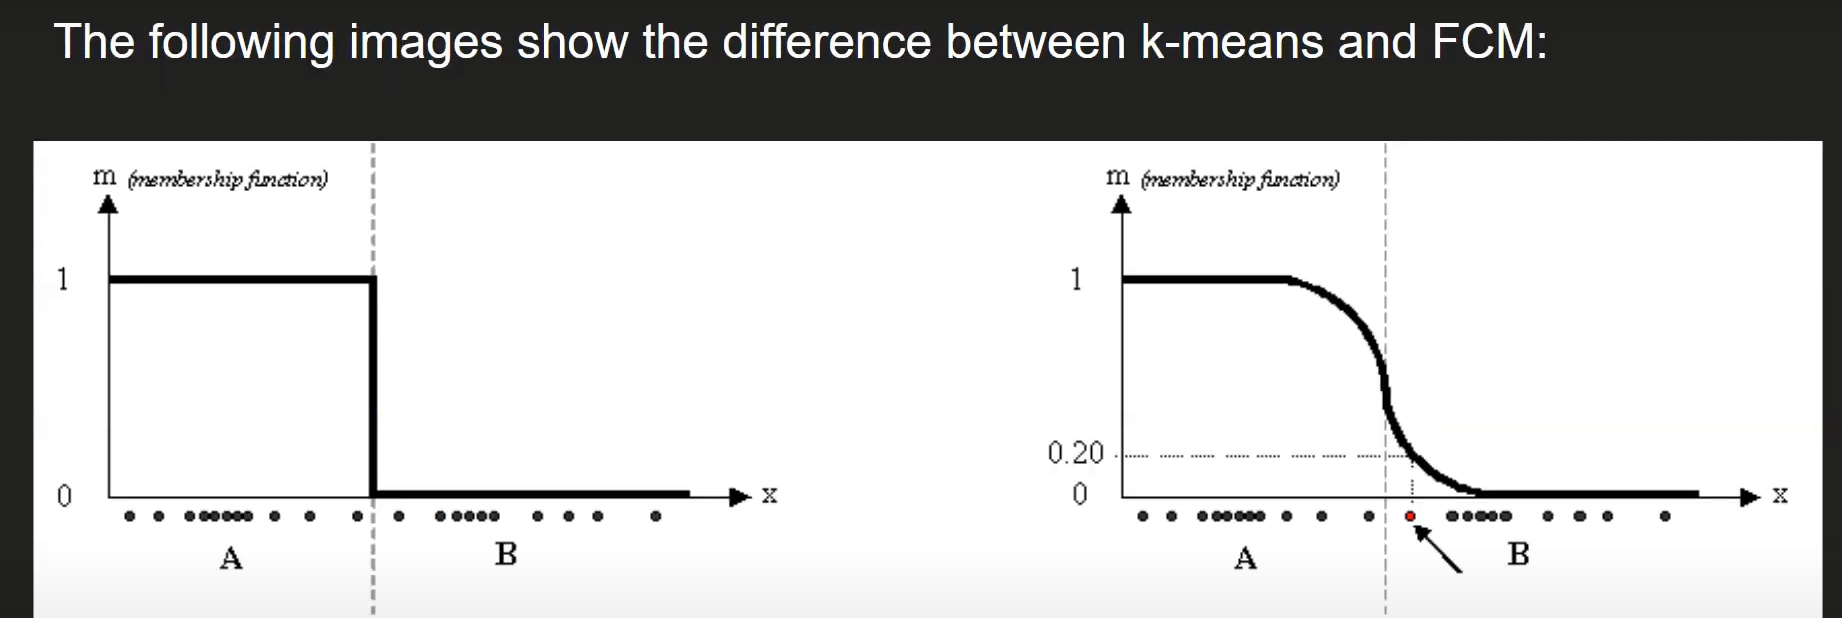 The following images show the difference between k-means and FCM:
m (membership function)
1
0
x
A
B
m (membership function)
1
0.20
0
x
A
B